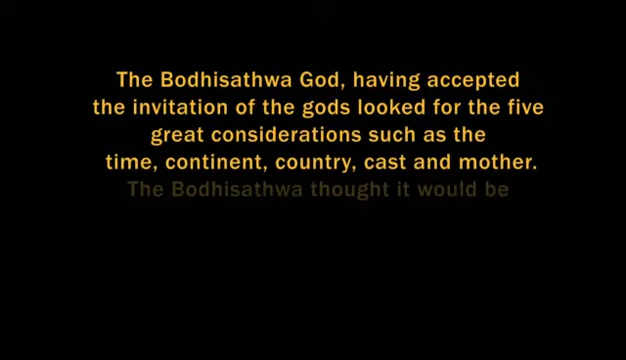 The Bodhisathwa God, having accepted
the invitation of the gods looked for the five
great considerations such as the
time, continent, country, cast and mother.
The Bodhisathwa thought it would be